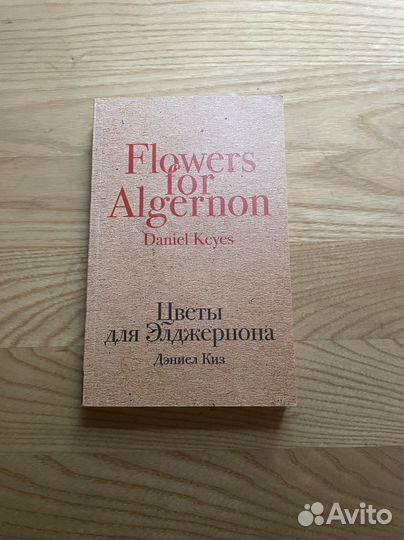 Flowers
for
Algernon
Daniel Keyes
Цветы
для Элджернона
Дэниел Киз
Avito